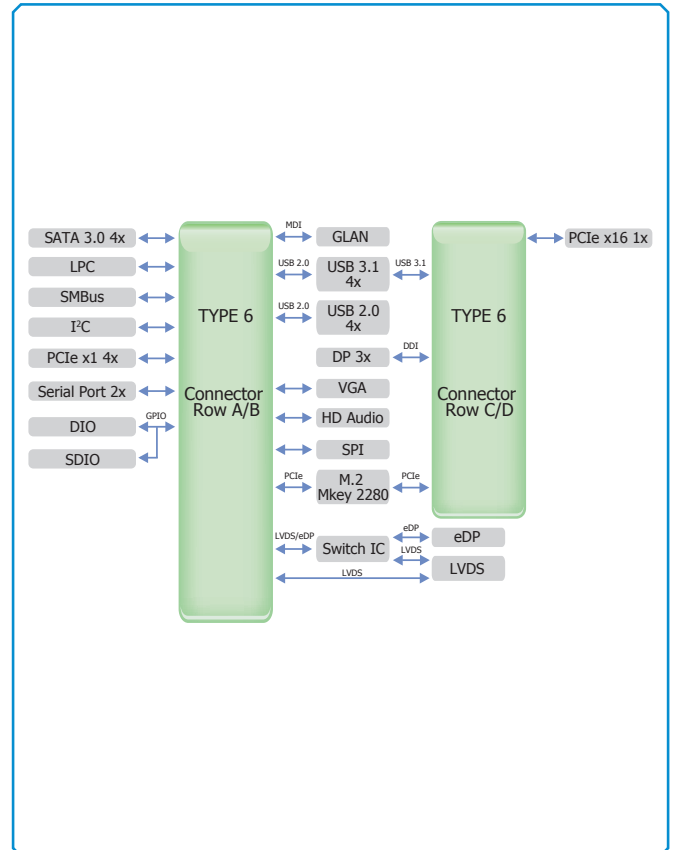 SATA 3.0 4x
LPC
SMBus
I²C
PCIe x1 4x
Serial Port 2x
GPIO
DIO
SDIO
TYPE 6
Connector
Row A/B
MDI
GLAN
USB 2.0
USB 3.1
4x
USB 3.1
USB 2.0
USB 2.0
4x
DP 3x
DDI
VGA
HD Audio
SPI
PCIe
M.2
Mkey 2280
PCIe
LVDS/eDP
Switch IC
eDP
eDP
LVDS
LVDS
LVDS
TYPE 6
Connector
Row C/D
PCIe x16 1x